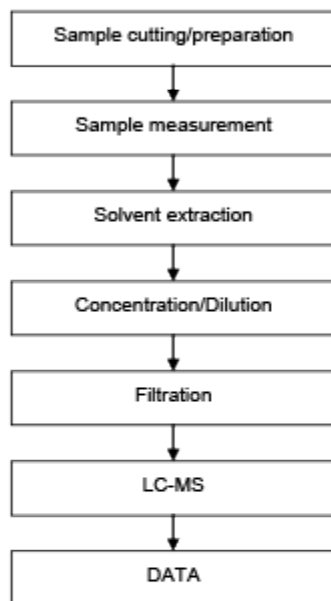 Sample cutting/preparation
Sample measurement
Solvent extraction
Concentration/Dilution
Filtration
LC-MS
DATA